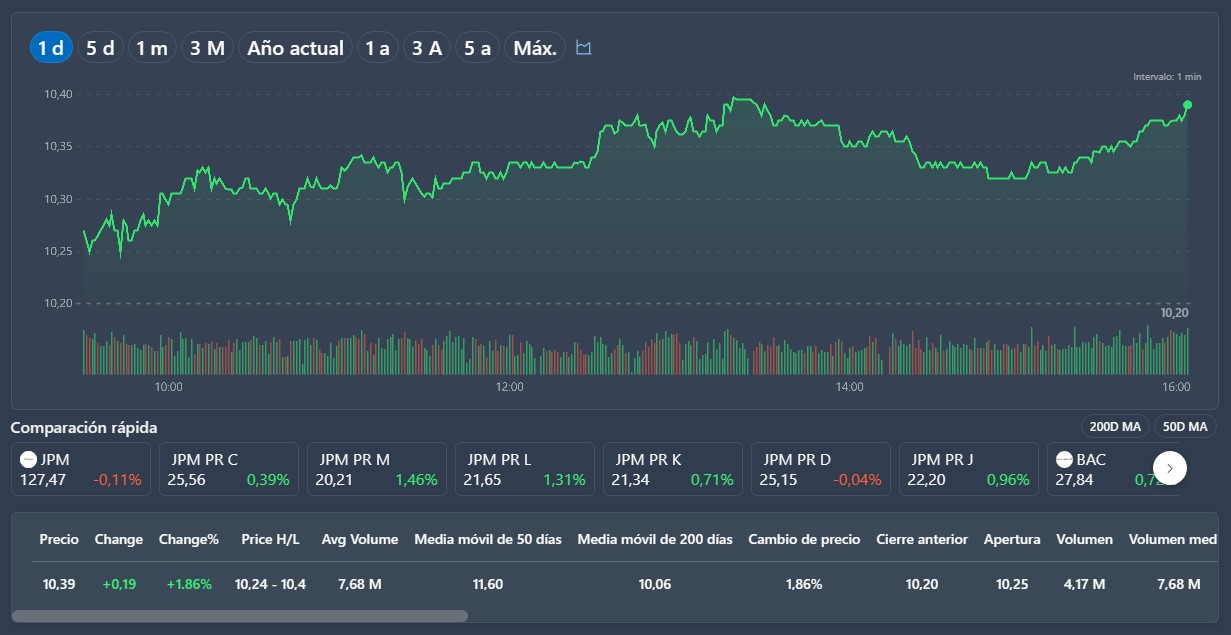 1 d 5 d 1 m 3 M Año actual 1 a 3 A 5 a Máx.
Intervalo: 1 min
10,40
10,35
10,30
10,25
10,20
10,20
10:00 12:00 14:00 16:00
Comparación rápida 200D MA 50D MA
JPM JPM PR C JPM PR M JPM PR L JPM PR K JPM PR D JPM PR J BAC
127,47 -0,11% 25,56 0,39% 20,21 1,46% 21,65 1,31% 21,34 0,71% 25,15 -0,04% 22,20 0,96% 27,84
Precio Change Change% Price H/L Avg Volume Media móvil de 50 días Media móvil de 200 días Cambio de precio Cierre anterior Apertura Volumen Volumen med
10,39 +0,19 +1.86% 10,24 - 10,4 7,68 M 11,60 10,06 1,86% 10,20 10,25 4,17 M 7,68 M